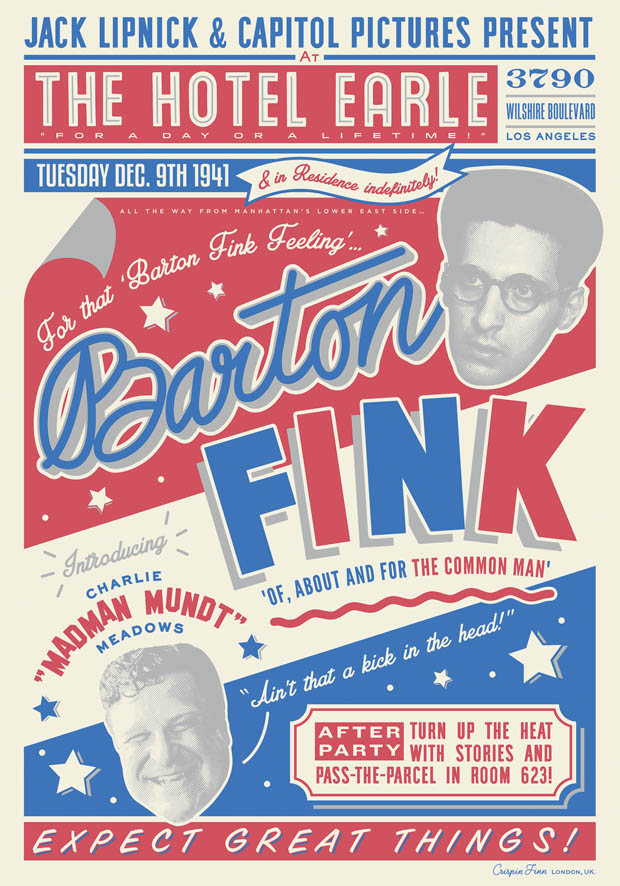 JACK LIPNICK & CAPITOL PICTURES PRESENT
AT
THE HOTEL EARLE
"FOR A DAY OR A LIFETIME!"
3790
WILSHIRE BOULEVARD
LOS ANGELES
TUESDAY DEC. 9TH 1941
& in Residence indefinitely!
ALL THE WAY FROM MANHATTAN'S LOWER EAST SIDE...
For that 'Barton Fink Feeling'...
Barton
FINK
'OF, ABOUT AND FOR THE COMMON MAN'
Introducing
CHARLIE
"MADMAN MUNDT"
MEADOWS
"Ain't that a kick in the head!"
AFTER
PARTY
TURN UP THE HEAT
WITH STORIES AND
PASS-THE-PARCEL IN ROOM 623!
EXPECT GREAT THINGS!
Crispin Finn LONDON, UK.